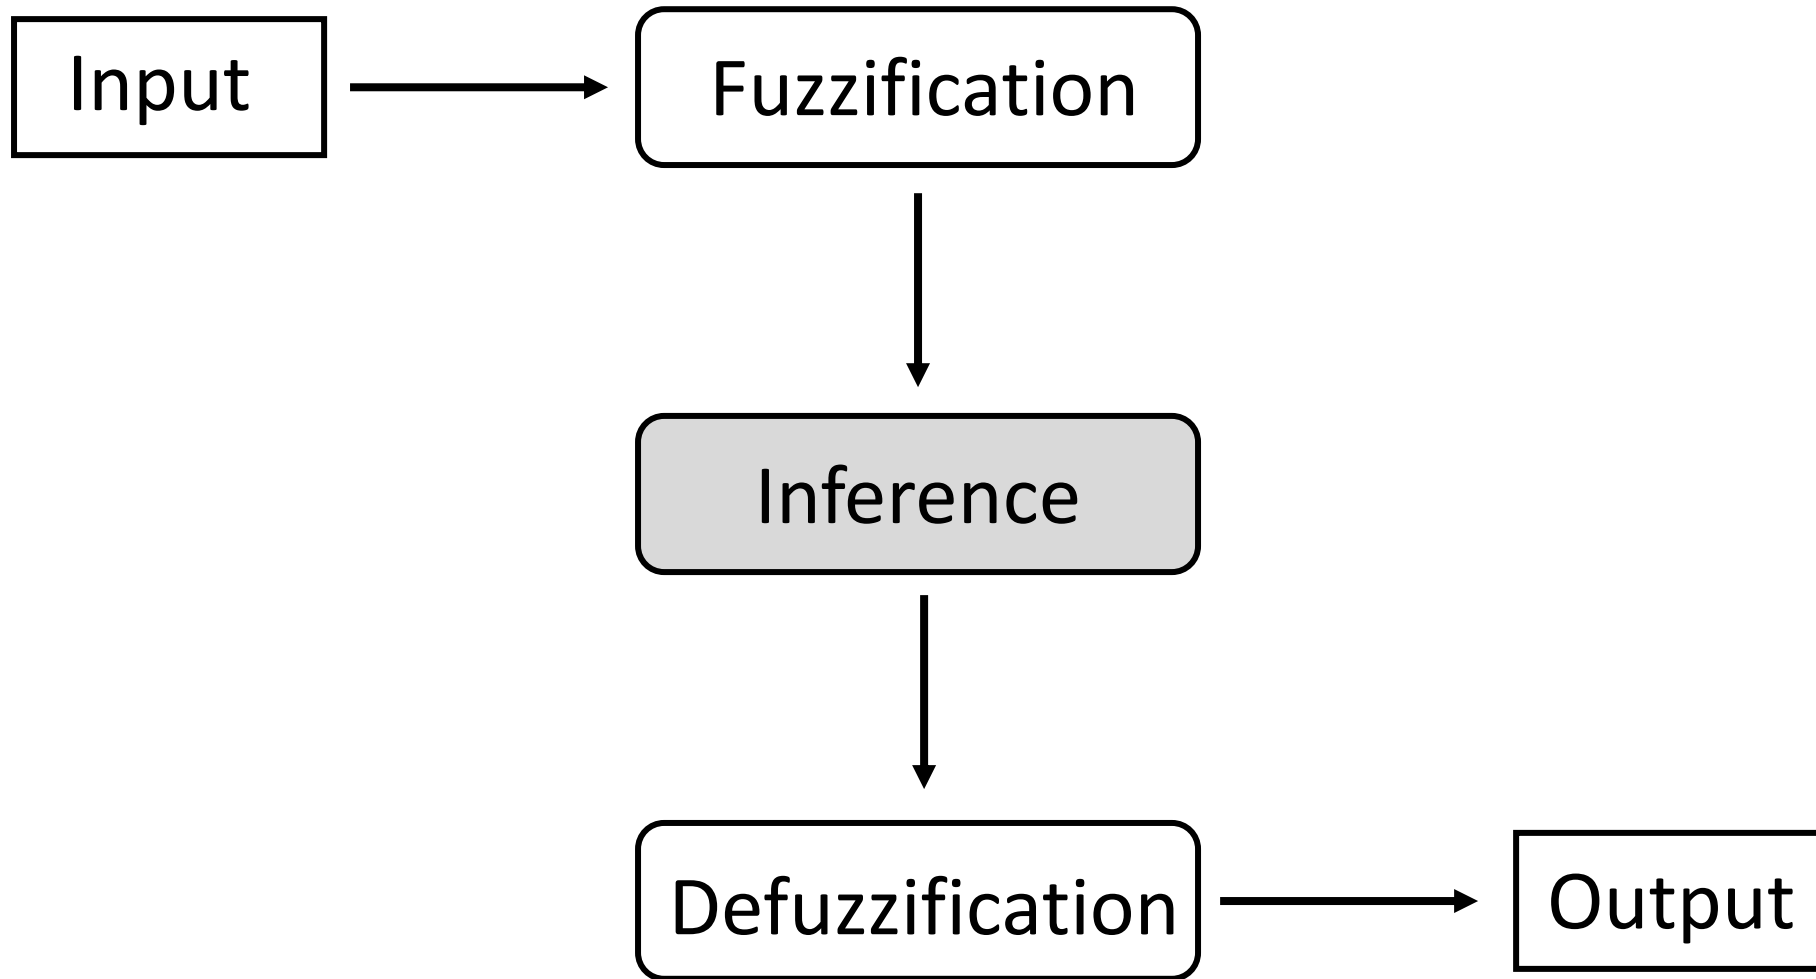 Input
Fuzzification
Inference
Defuzzification
Output